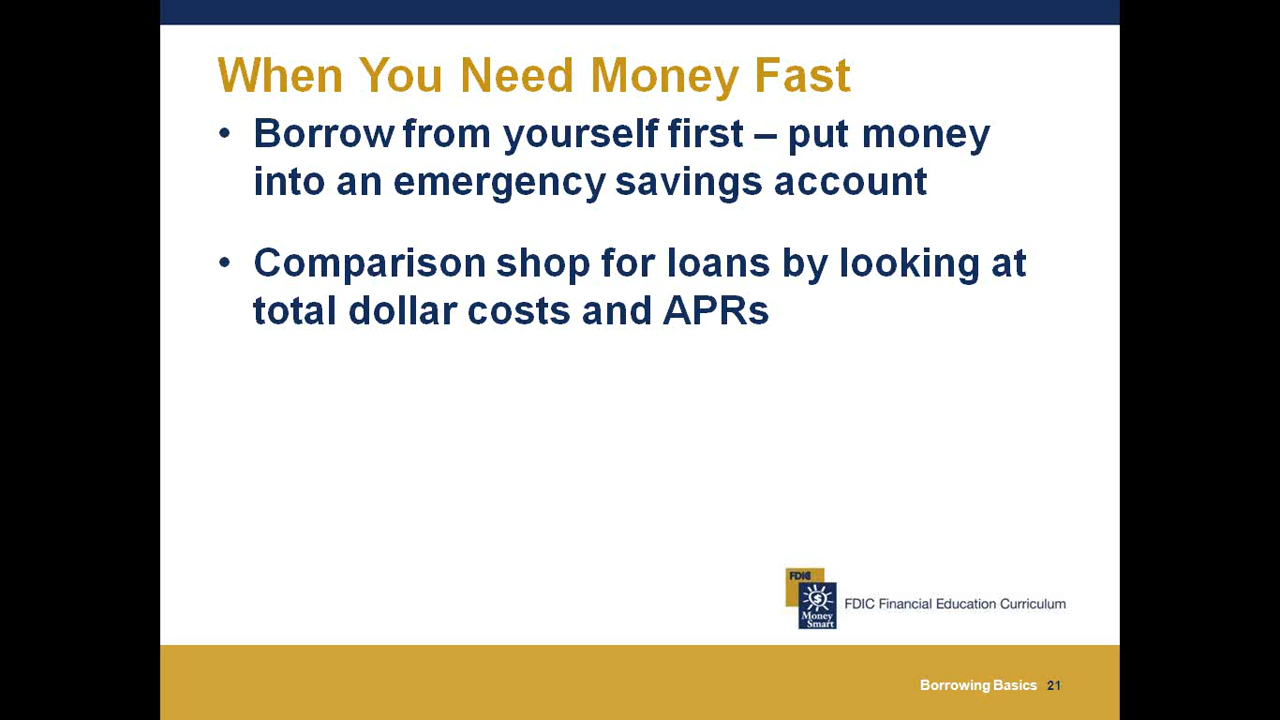 When You Need Money Fast
• Borrow from yourself first – put money
into an emergency savings account
• Comparison shop for loans by looking at
total dollar costs and APRs
FDIC
Money
Smart
FDIC Financial Education Curriculum
Borrowing Basics 21